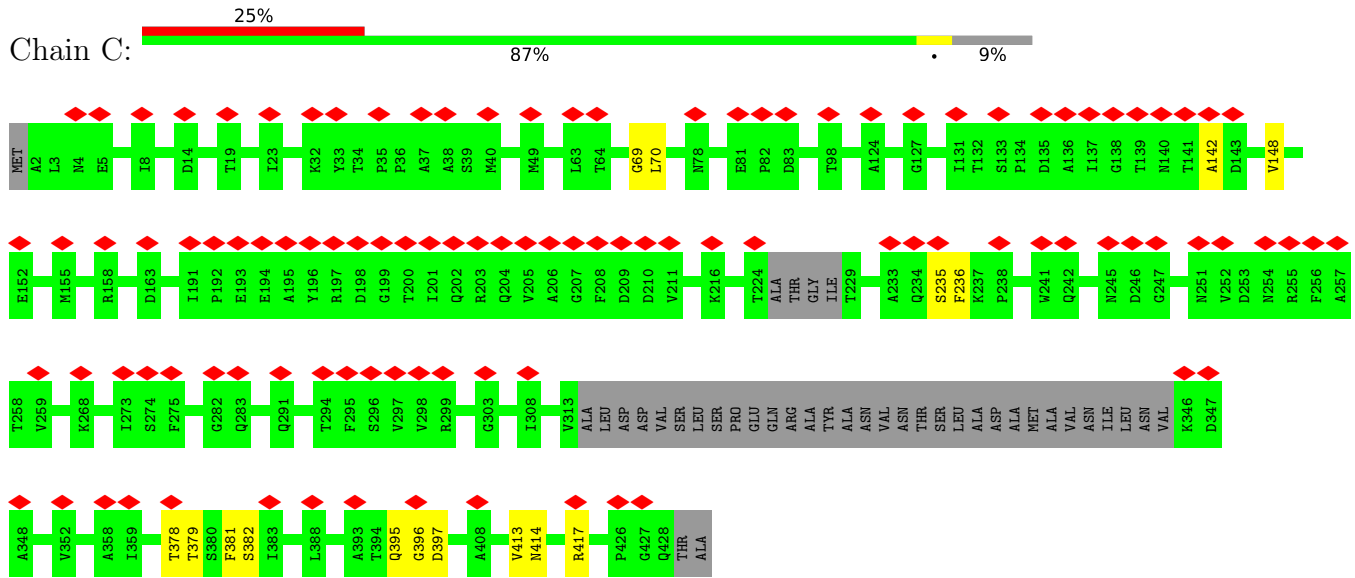 25%
Chain C:
87%
•
9%
MET A2 L3 N4 E5 I8 D14 T19 I23 K32 Y33 T34 P35 P36 A37 A38 S39 M40 M49 L63 T64 G69 L70 N78 E81 P82 D83 T98 A124 G127 I131 T132 S133 P134 D135 A136 I137 G138 T139 N140 T141 A142 D143 V148
E152 M155 R158 D163 I191 P192 E193 E194 A195 Y196 R197 D198 G199 T200 I201 Q202 R203 Q204 V205 A206 G207 F208 D209 D210 V211 K216 T224 ALA THR GLY ILE T229 A233 Q234 S235 F236 K237 P238 W241 Q242 N245 D246 G247 N251 V252 D253 N254 R255 F256 A257
T258 V259 K268 I273 S274 F275 G282 Q283 Q291 T294 F295 S296 V297 V298 R299 G303 I308 V313 ALA LEU ASP ASP VAL SER LEU SER PRO GLU GLN ARG ALA TYR ALA ASN VAL ASN THR SER LEU ALA ASP ALA MET ALA VAL ASN ILE LEU ASN VAL K346 D347
A348 V352 A358 I359 T378 T379 S380 F381 S382 I383 L388 A393 T394 Q395 G396 D397 A408 V413 N414 R417 P426 G427 Q428 THR ALA